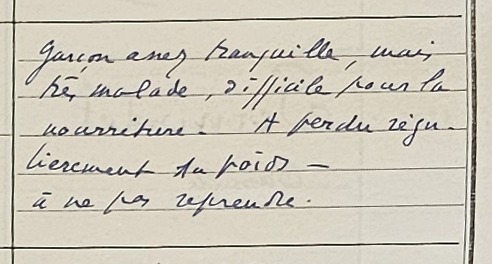 Garçon assez tranquille, mais
très malade, difficile pour la
nourriture. A perdu régu-
lièrement du poids —
à ne pas reprendre.